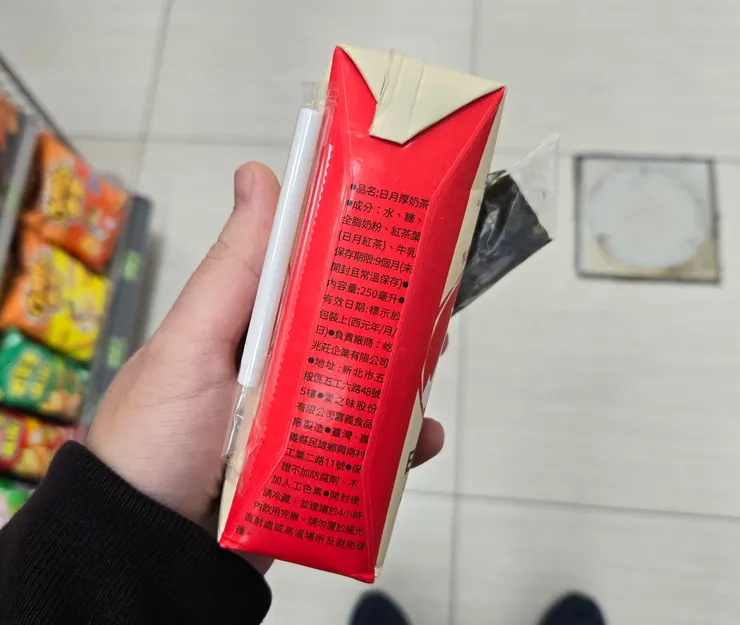 ●品名:日月厚奶茶
●成分：水、糖、
全脂奶粉、紅茶葉
(日月紅茶)、牛乳
保存期限:9個月(未
開封且常溫保存)●
內容量:250毫升●
有效日期:標示於
包裝上(西元年/月/
日)●負責廠商：屹
兆莊企業有限公司
●地址：新北市五
股區五工六路48號
5樓●愛之味股份
有限公司嘉義食品
廠製造●臺灣．嘉
義縣民雄鄉興南村
工業二路11號●保
證不加防腐劑、不
加人工色素●開封後
請冷藏，並建議於4小時
內飲用完畢。請勿置於陽光
直射處或高溫場所及避免碰
撞。